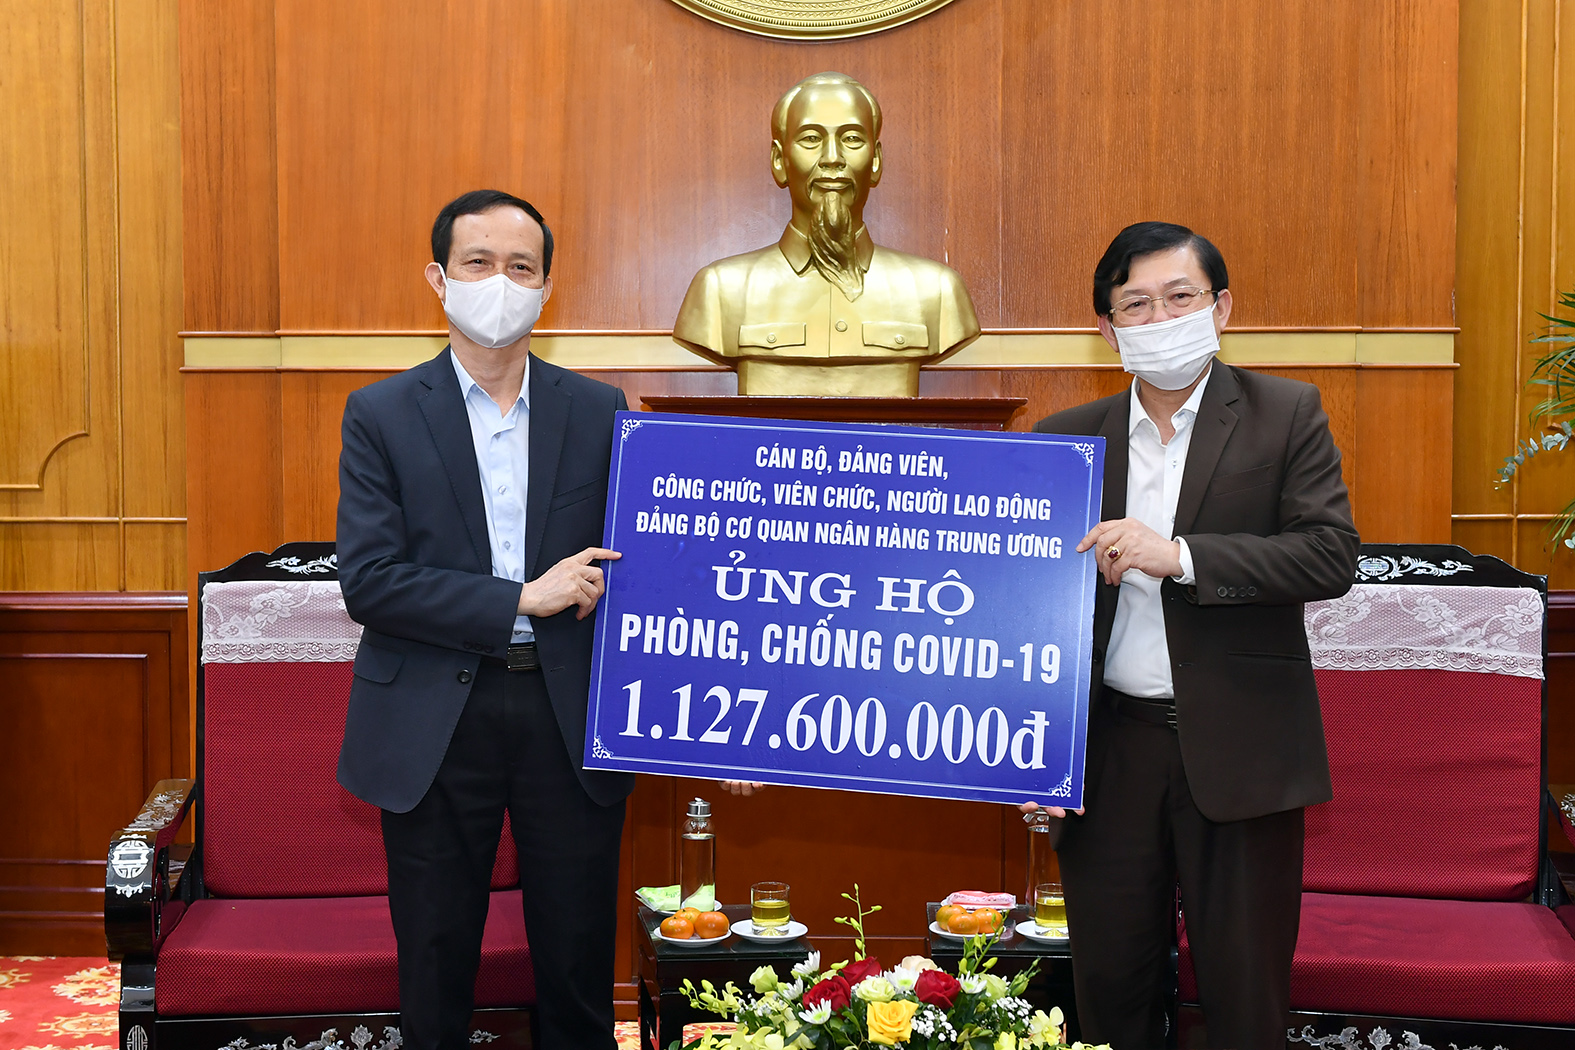 CÁN BỘ, ĐẢNG VIÊN,
CÔNG CHỨC, VIÊN CHỨC, NGƯỜI LAO ĐỘNG
ĐẢNG BỘ CƠ QUAN NGÂN HÀNG TRUNG ƯƠNG
ỦNG HỘ
PHÒNG, CHỐNG COVID-19
1.127.600.000đ